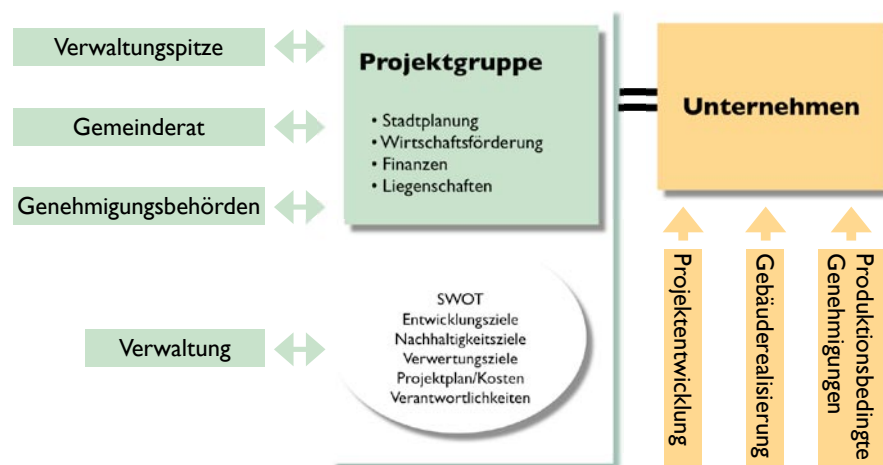 Verwaltungspitze
Gemeinderat
Genehmigungsbehörden
Verwaltung
Projektgruppe
• Stadtplanung
• Wirtschaftsförderung
• Finanzen
• Liegenschaften
SWOT
Entwicklungsziele
Nachhaltigkeitsziele
Verwertungsziele
Projektplan/Kosten
Verantwortlichkeiten
Unternehmen
Projektentwicklung
Gebäuderealisierung
Produktionsbedingte
Genehmigungen